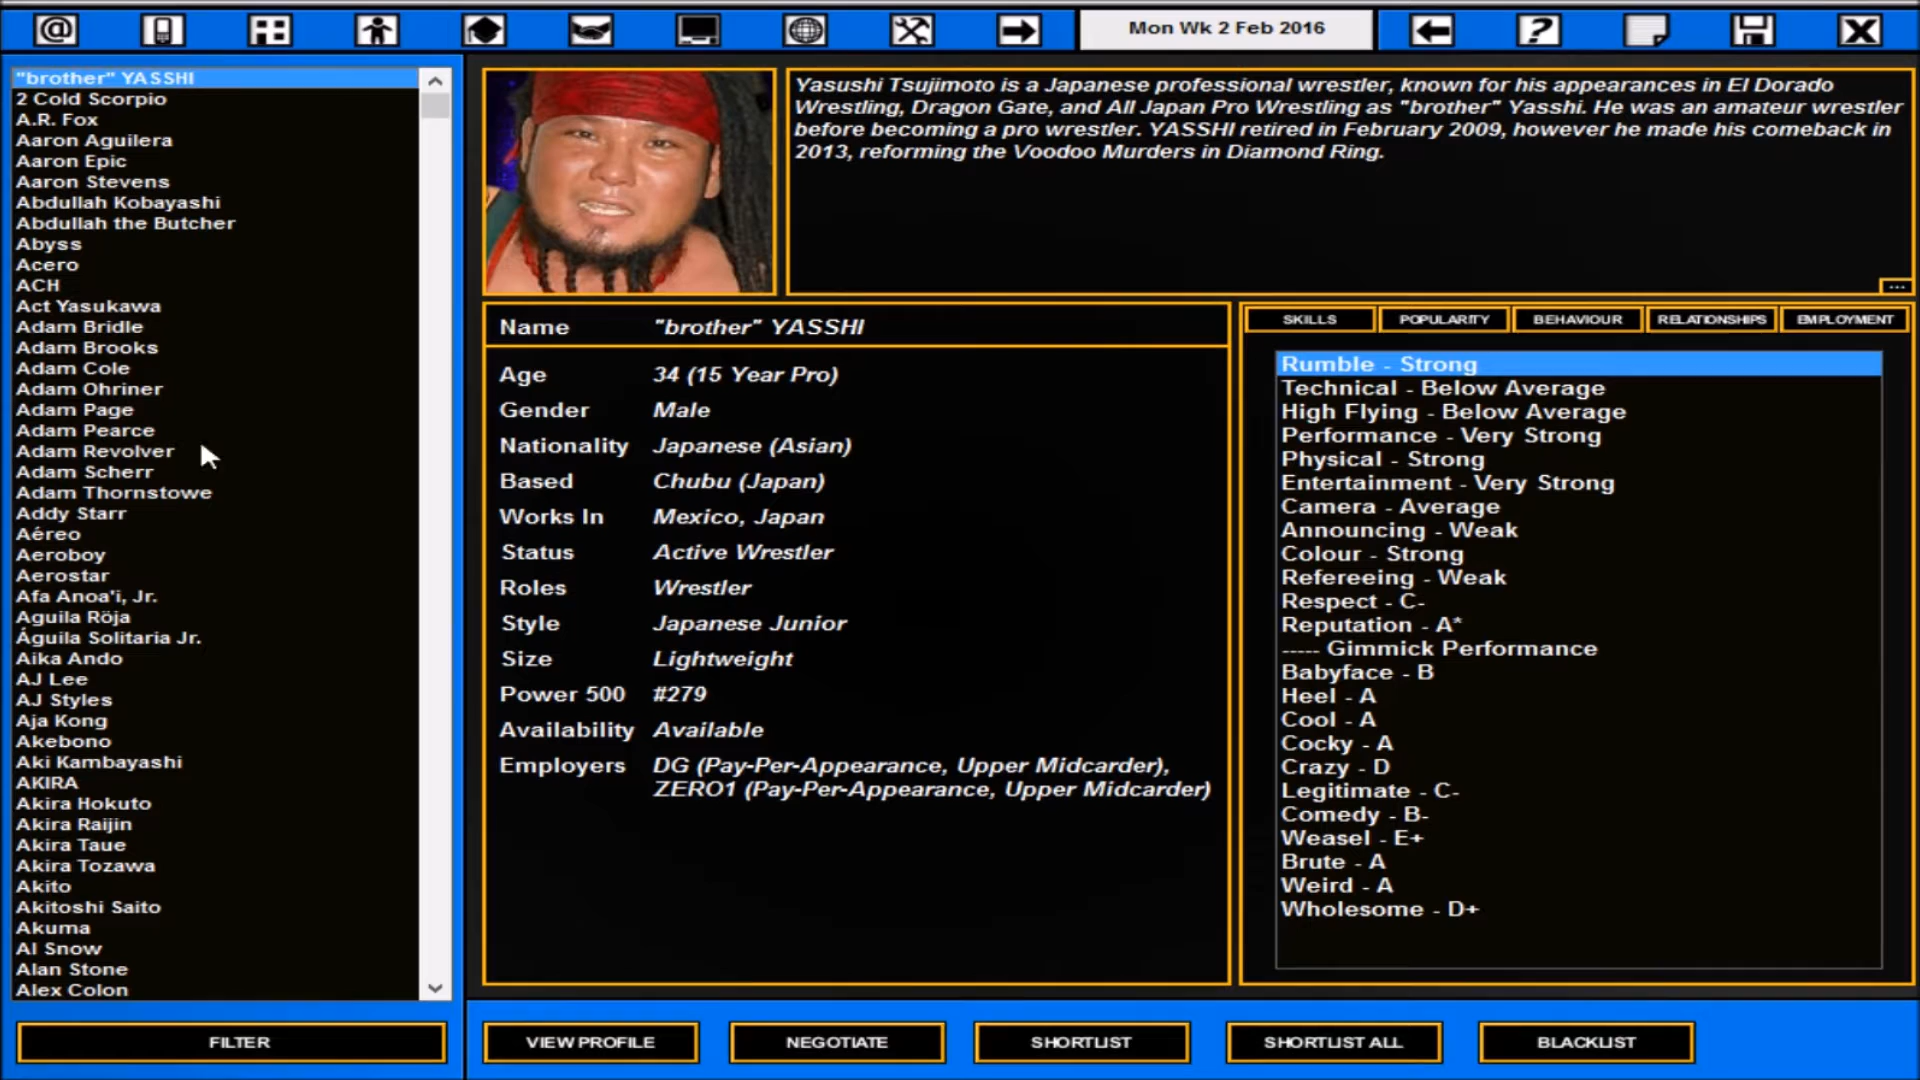 Mon Wk 2 Feb 2016
"brother" YASSHI
2 Cold Scorpio
A.R. Fox
Aaron Aguilera
Aaron Epic
Aaron Stevens
Abdullah Kobayashi
Abdullah the Butcher
Abyss
Acero
ACH
Act Yasukawa
Adam Bridle
Adam Brooks
Adam Cole
Adam Ohriner
Adam Page
Adam Pearce
Adam Revolver
Adam Scherr
Adam Thornstowe
Addy Starr
Aéreo
Aeroboy
Aerostar
Afa Anoa'i, Jr.
Aguila Röja
Águila Solitaria Jr.
Aika Ando
AJ Lee
AJ Styles
Aja Kong
Akebono
Aki Kambayashi
AKIRA
Akira Hokuto
Akira Raijin
Akira Taue
Akira Tozawa
Akito
Akitoshi Saito
Akuma
Al Snow
Alan Stone
Alex Colon
FILTER
Yasushi Tsujimoto is a Japanese professional wrestler, known for his appearances in El Dorado
Wrestling, Dragon Gate, and All Japan Pro Wrestling as "brother" Yasshi. He was an amateur wrestler
before becoming a pro wrestler. YASSHI retired in February 2009, however he made his comeback in
2013, reforming the Voodoo Murders in Diamond Ring.
...
Name "brother" YASSHI
Age 34 (15 Year Pro)
Gender Male
Nationality Japanese (Asian)
Based Chubu (Japan)
Works In Mexico, Japan
Status Active Wrestler
Roles Wrestler
Style Japanese Junior
Size Lightweight
Power 500 #279
Availability Available
Employers DG (Pay-Per-Appearance, Upper Midcarder),
ZERO1 (Pay-Per-Appearance, Upper Midcarder)
SKILLS POPULARITY BEHAVIOUR RELATIONSHIPS EMPLOYMENT
Rumble - Strong
Technical - Below Average
High Flying - Below Average
Performance - Very Strong
Physical - Strong
Entertainment - Very Strong
Camera - Average
Announcing - Weak
Colour - Strong
Refereeing - Weak
Respect - C-
Reputation - A*
----- Gimmick Performance
Babyface - B
Heel - A
Cool - A
Cocky - A
Crazy - D
Legitimate - C-
Comedy - B-
Weasel - E+
Brute - A
Weird - A
Wholesome - D+
VIEW PROFILE NEGOTIATE SHORTLIST SHORTLIST ALL BLACKLIST